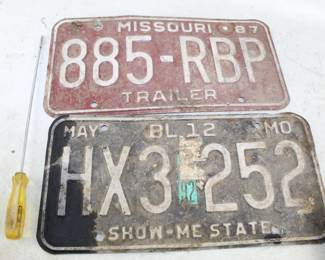 MISSOURI 87
885-RBP
TRAILER
MAY BL.12 MO
HX3 252
SHOW-ME STATE